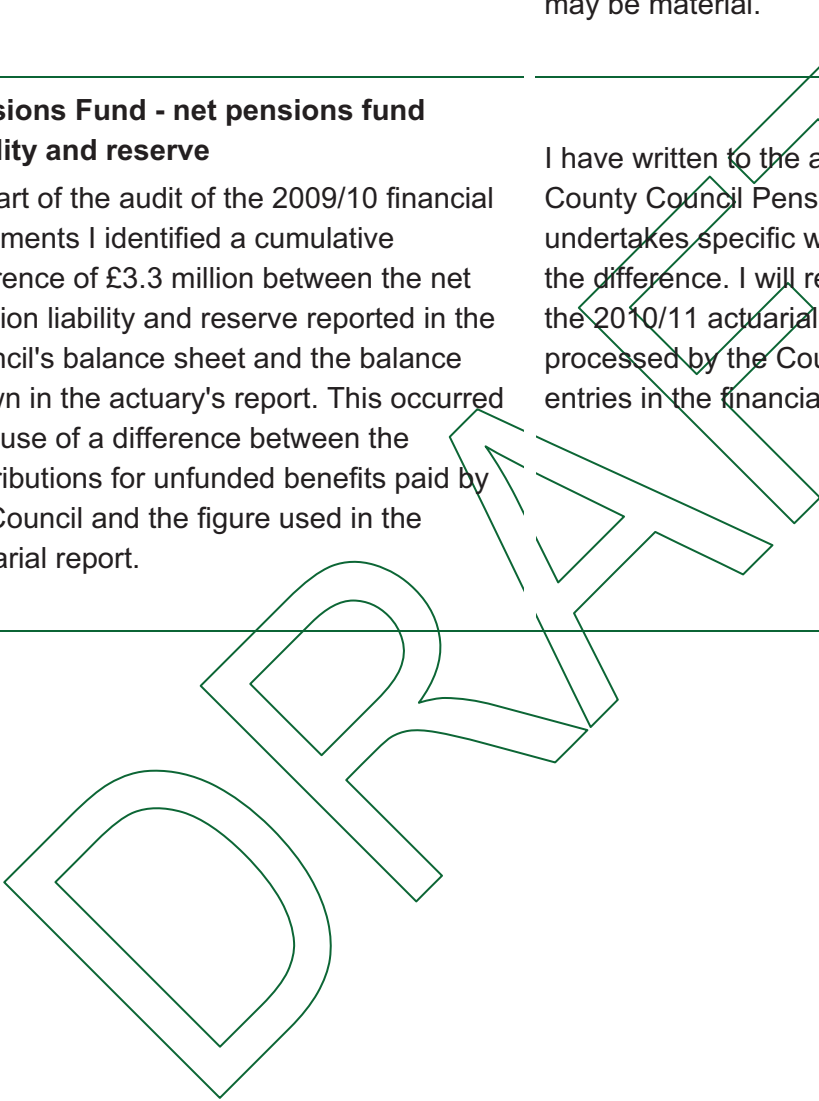 may be material.
sions Fund - net pensions fund
lity and reserve
art of the audit of the 2009/10 financial
ments I identified a cumulative
rence of £3.3 million between the net
ion liability and reserve reported in the
ncil's balance sheet and the balance
wn in the actuary's report. This occurred
use of a difference between the
ributions for unfunded benefits paid by
Council and the figure used in the
arial report.
I have written to the a
County Council Pens
undertakes specific w
the difference. I will re
the 2010/11 actuarial
processed by the Cou
entries in the financia
DRAFT